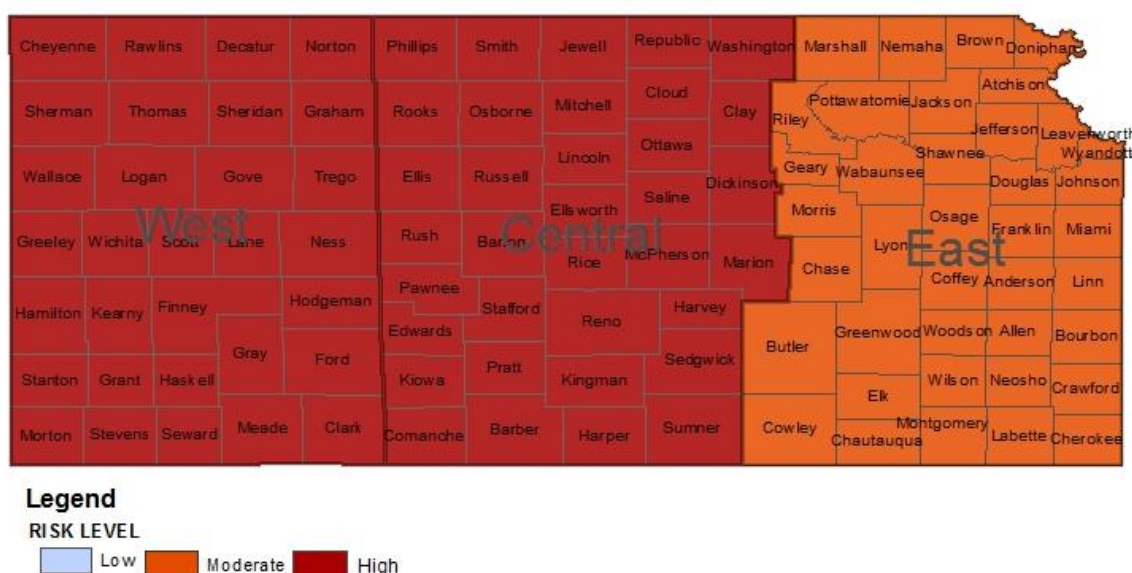 Cheyenne Rawlins Decatur Norton Phillips Smith Jewell Republic Washington Marshall Nemaha Brown Doniphan
Sherman Thomas Sheridan Graham Rooks Osborne Mitchell Cloud Clay Riley Pottawatomie Jackson Atchison
Jefferson Leavenworth
Wyandott
Wallace Logan Gove Trego Ellis Russell Lincoln Ottawa Dickinson Geary Wabaunsee Shawnee Douglas Johnson
West Central East
Greeley Wichita Scott Lane Ness Rush Barton Ellsworth Rice Saline McPherson Marion Morris Chase Lyon Osage Franklin Miami
Hamilton Kearny Finney Hodgeman Pawnee Stafford Reno Harvey Coffey Anderson Linn
Edwards Gray Ford Sedgwick Butler Greenwood Woodson Allen Bourbon
Stanton Grant Haskell Kiowa Pratt Kingman Elk Wilson Neosho Crawford
Morton Stevens Seward Meade Clark Comanche Barber Harper Sumner Cowley Chautauqua Montgomery Labette Cherokee
Legend
RISK LEVEL
Low Moderate High